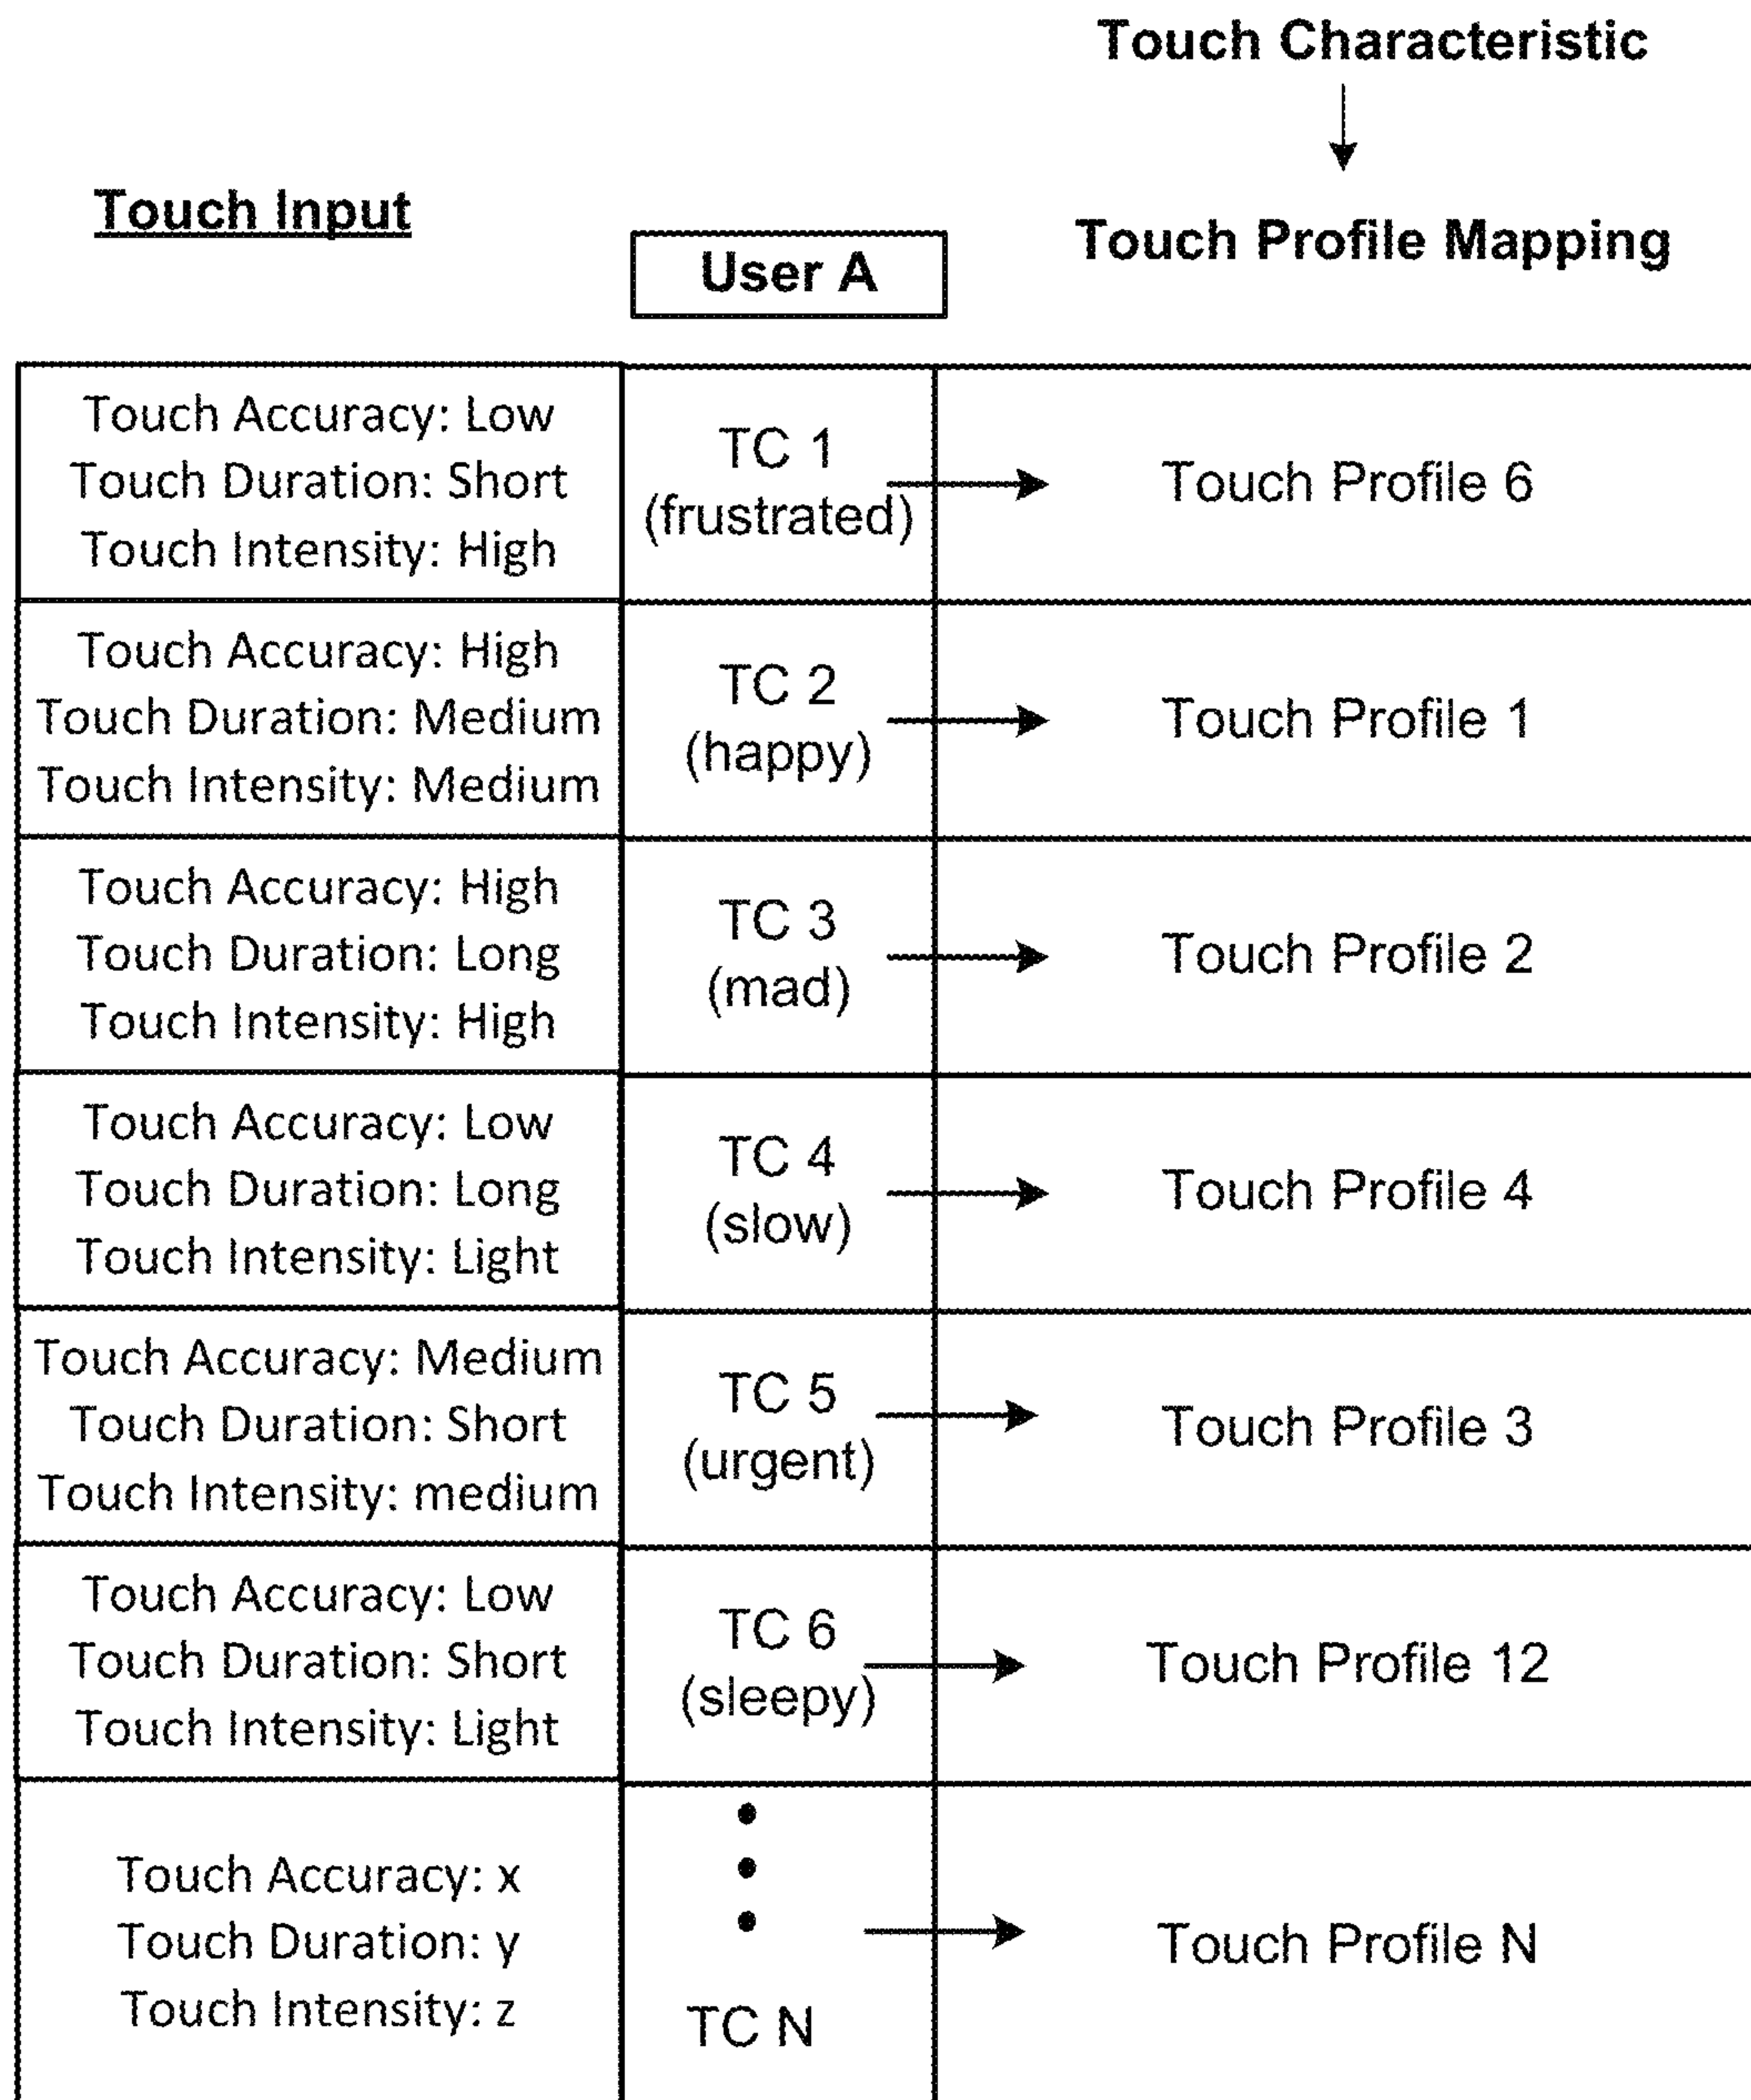 Touch Characteristic
Touch Input
Touch Profile Mapping
User A
Touch Accuracy: Low
Touch Duration: Short
Touch Intensity: High
TC 1
(frustrated)
Touch Profile 6
Touch Accuracy: High
Touch Duration: Medium
Touch Intensity: Medium
TC 2
(happy)
Touch Profile 1
Touch Accuracy: High
Touch Duration: Long
Touch Intensity: High
TC 3
(mad)
Touch Profile 2
Touch Accuracy: Low
Touch Duration: Long
Touch Intensity: Light
TC 4
(slow)
Touch Profile 4
Touch Accuracy: Medium
Touch Duration: Short
Touch Intensity: medium
TC 5
(urgent)
Touch Profile 3
Touch Accuracy: Low
Touch Duration: Short
Touch Intensity: Light
TC 6
(sleepy)
Touch Profile 12
Touch Accuracy: x
Touch Duration: y
Touch Intensity: z
TC N
Touch Profile N